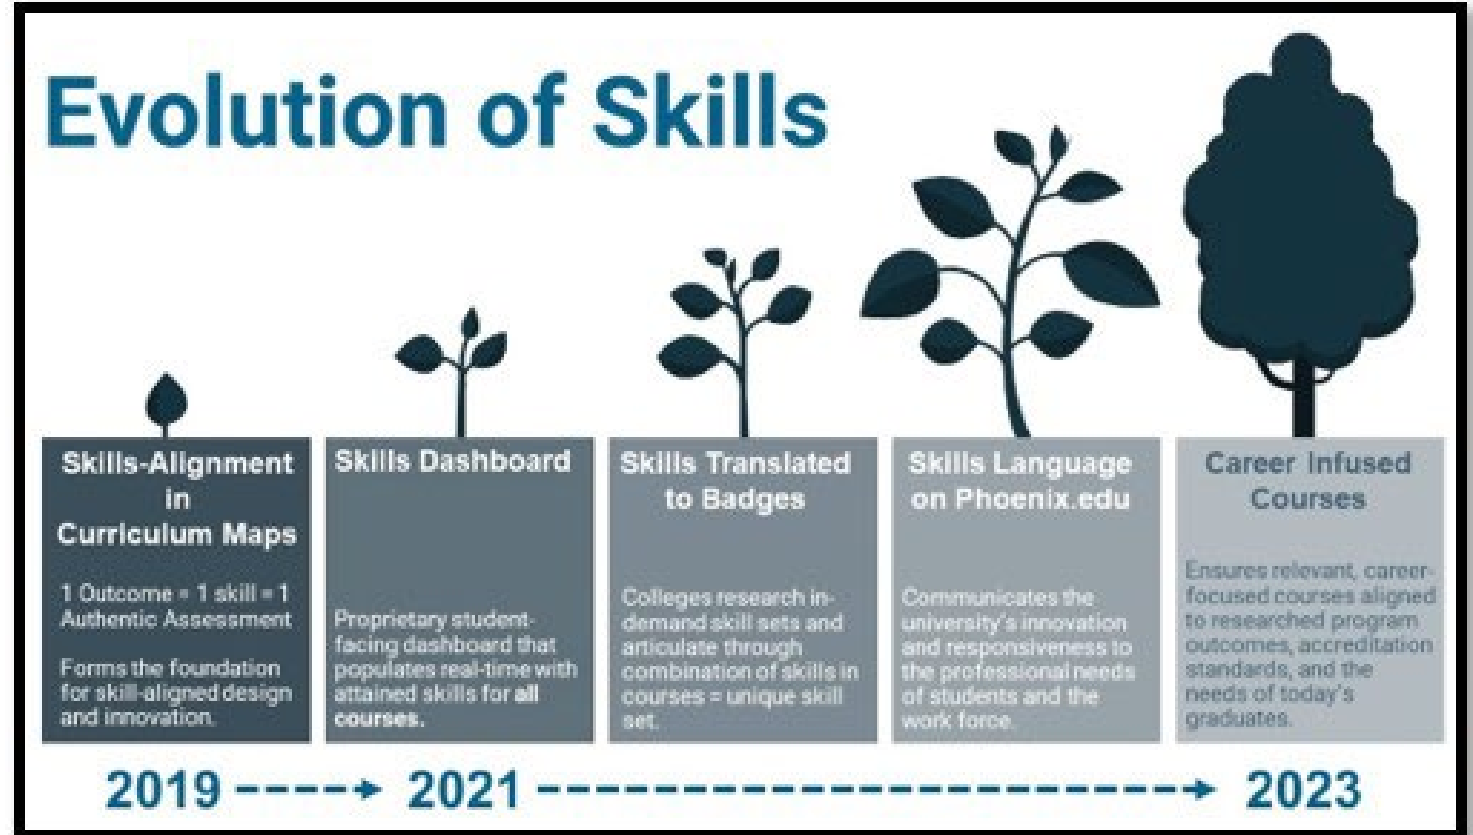 Evolution of Skills
Skills-Alignment
in
Curriculum Maps
1 Outcome = 1 skill = 1
Authentic Assessment
Forms the foundation
for skill-aligned design
and innovation.
Skills Dashboard
Proprietary student-
facing dashboard that
populates real-time with
attained skills for all
courses.
Skills Translated
to Badges
Colleges research in-
demand skill sets and
articulate through
combination of skills in
courses = unique skill
set.
Skills Language
on Phoenix.edu
Communicates the
university's innovation
and responsiveness to
the professional needs
of students and the
work force.
Career Infused
Courses
Ensures relevant, career-
focused courses aligned
to researched program
outcomes, accreditation
standards, and the
needs of today's
graduates.
2019
2021
2023